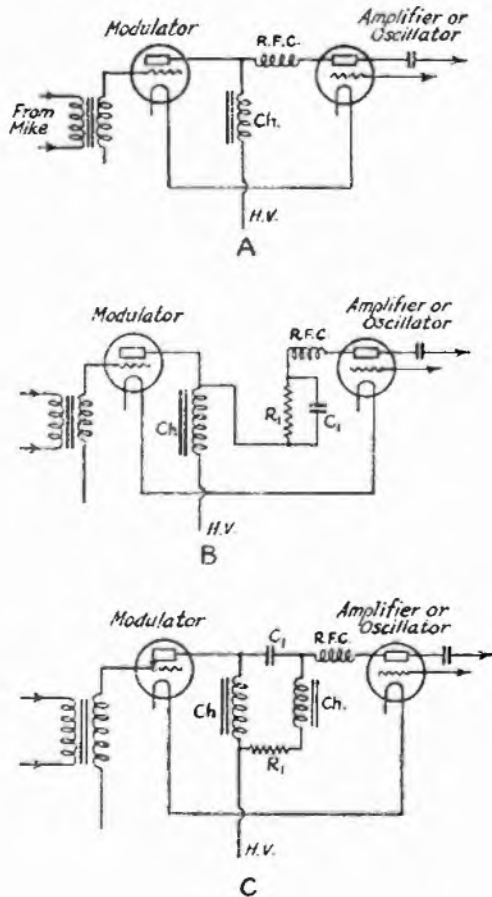 Amplifier or
Oscillator
Modulator
R.F.C.
From
Mike
Ch.
H.V.
A
Amplifier or
Oscillator
Modulator
R.F.C.
Ch.
R1
C1
H.V.
B
Amplifier or
Oscillator
Modulator
C1
R.F.C.
Ch
Ch.
R1
H.V.
C